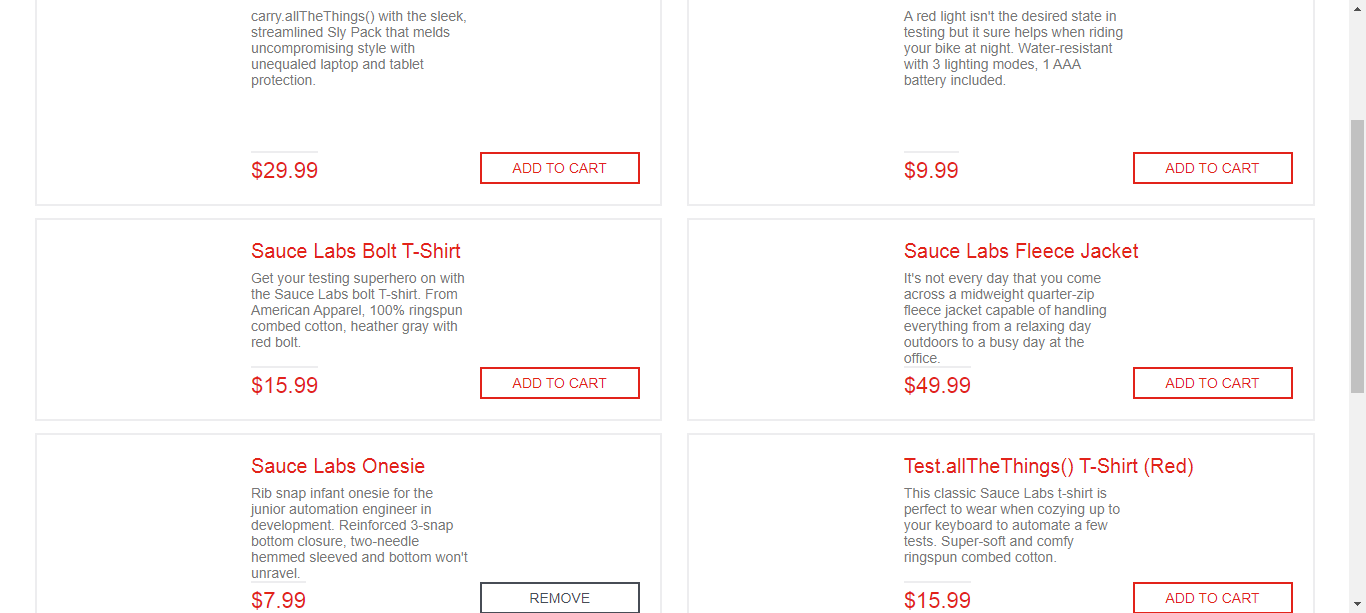 carry.allTheThings() with the sleek,
streamlined Sly Pack that melds
uncompromising style with
unequaled laptop and tablet
protection.
$29.99
ADD TO CART
A red light isn't the desired state in
testing but it sure helps when riding
your bike at night. Water-resistant
with 3 lighting modes, 1 AAA
battery included.
$9.99
ADD TO CART
Sauce Labs Bolt T-Shirt
Get your testing superhero on with
the Sauce Labs bolt T-shirt. From
American Apparel, 100% ringspun
combed cotton, heather gray with
red bolt.
$15.99
ADD TO CART
Sauce Labs Fleece Jacket
It's not every day that you come
across a midweight quarter-zip
fleece jacket capable of handling
everything from a relaxing day
outdoors to a busy day at the
office.
$49.99
ADD TO CART
Sauce Labs Onesie
Rib snap infant onesie for the
junior automation engineer in
development. Reinforced 3-snap
bottom closure, two-needle
hemmed sleeved and bottom won't
unravel.
$7.99
REMOVE
Test.allTheThings() T-Shirt (Red)
This classic Sauce Labs t-shirt is
perfect to wear when cozying up to
your keyboard to automate a few
tests. Super-soft and comfy
ringspun combed cotton.
$15.99
ADD TO CART